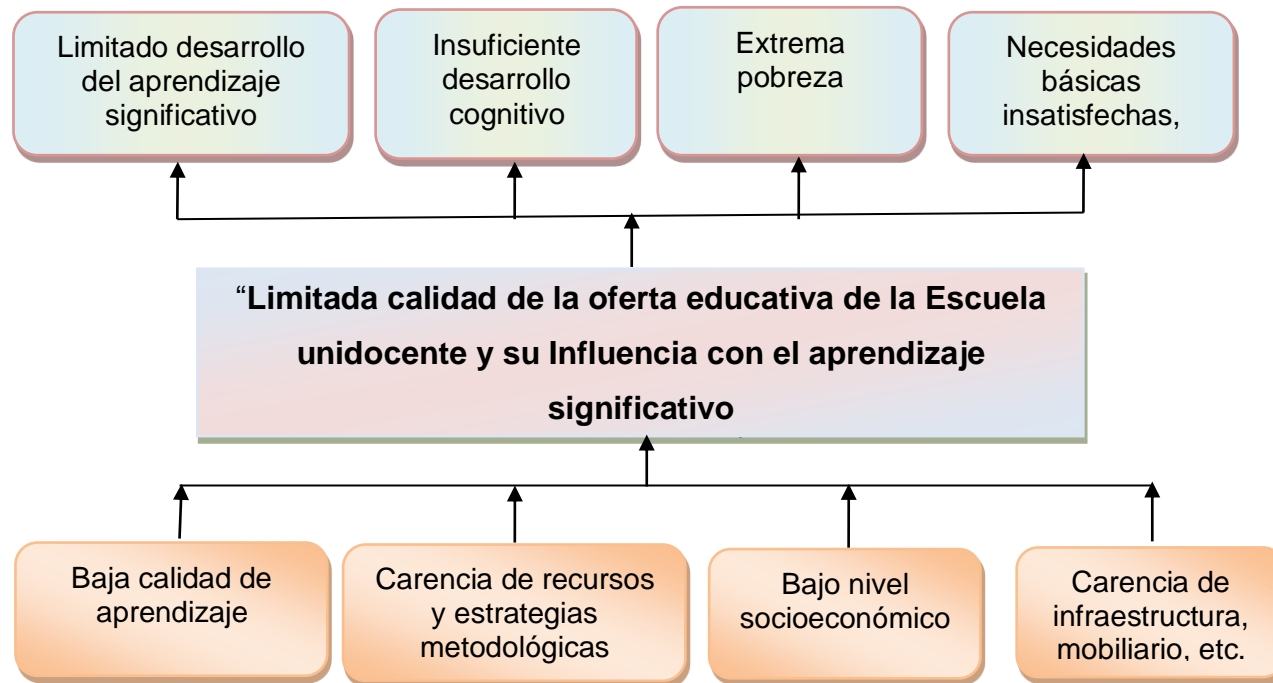 Limitado desarrollo
del aprendizaje
significativo
Insuficiente
desarrollo
cognitivo
Extrema
pobreza
Necesidades
básicas
insatisfechas,
“Limitada calidad de la oferta educativa de la Escuela
unidocente y su Influencia con el aprendizaje
significativo
Baja calidad de
aprendizaje
Carencia de recursos
y estrategias
metodológicas
Bajo nivel
socioeconómico
Carencia de
infraestructura,
mobiliario, etc.